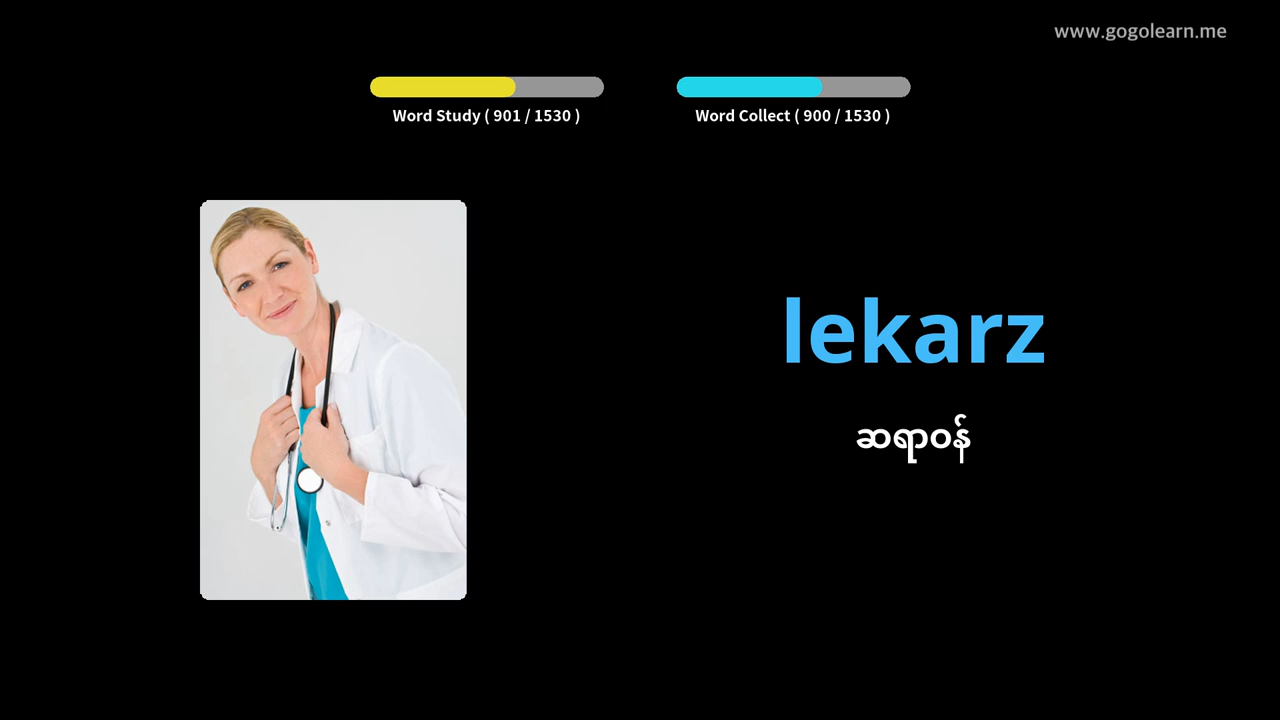 www.gogolearn.me
Word Study ( 901 / 1530 )
Word Collect ( 900 / 1530 )
lekarz
ဆရာဝန်